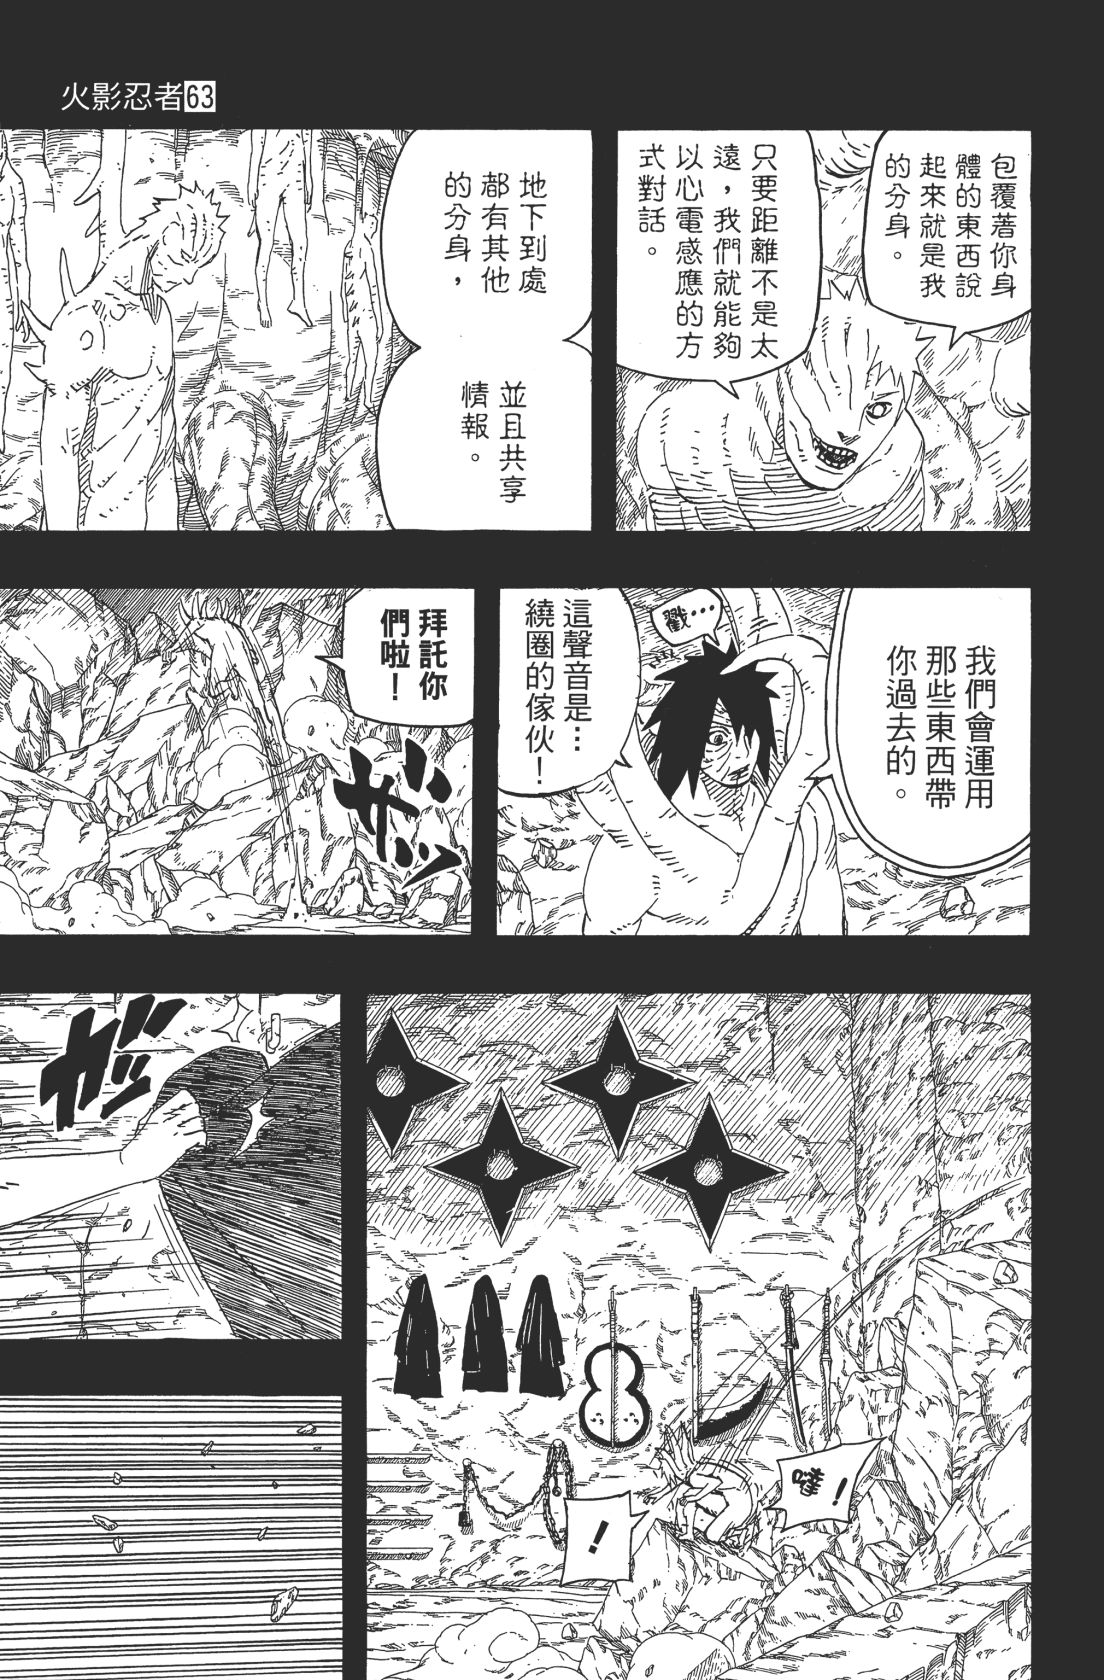 火影忍者63
包覆著你身
體的東西說
起來就是我
的分身。
只要距離不是太
遠，我們就能夠
以心電感應的方
式對話。
地下到處
都有其他
的分身，
並且共享
情報。
我們會運用
那些東西帶
你過去的。
戳…
這聲音是…
繞圈的傢伙！
拜託你
們啦！
ザザッ
噠！
！
ガッ